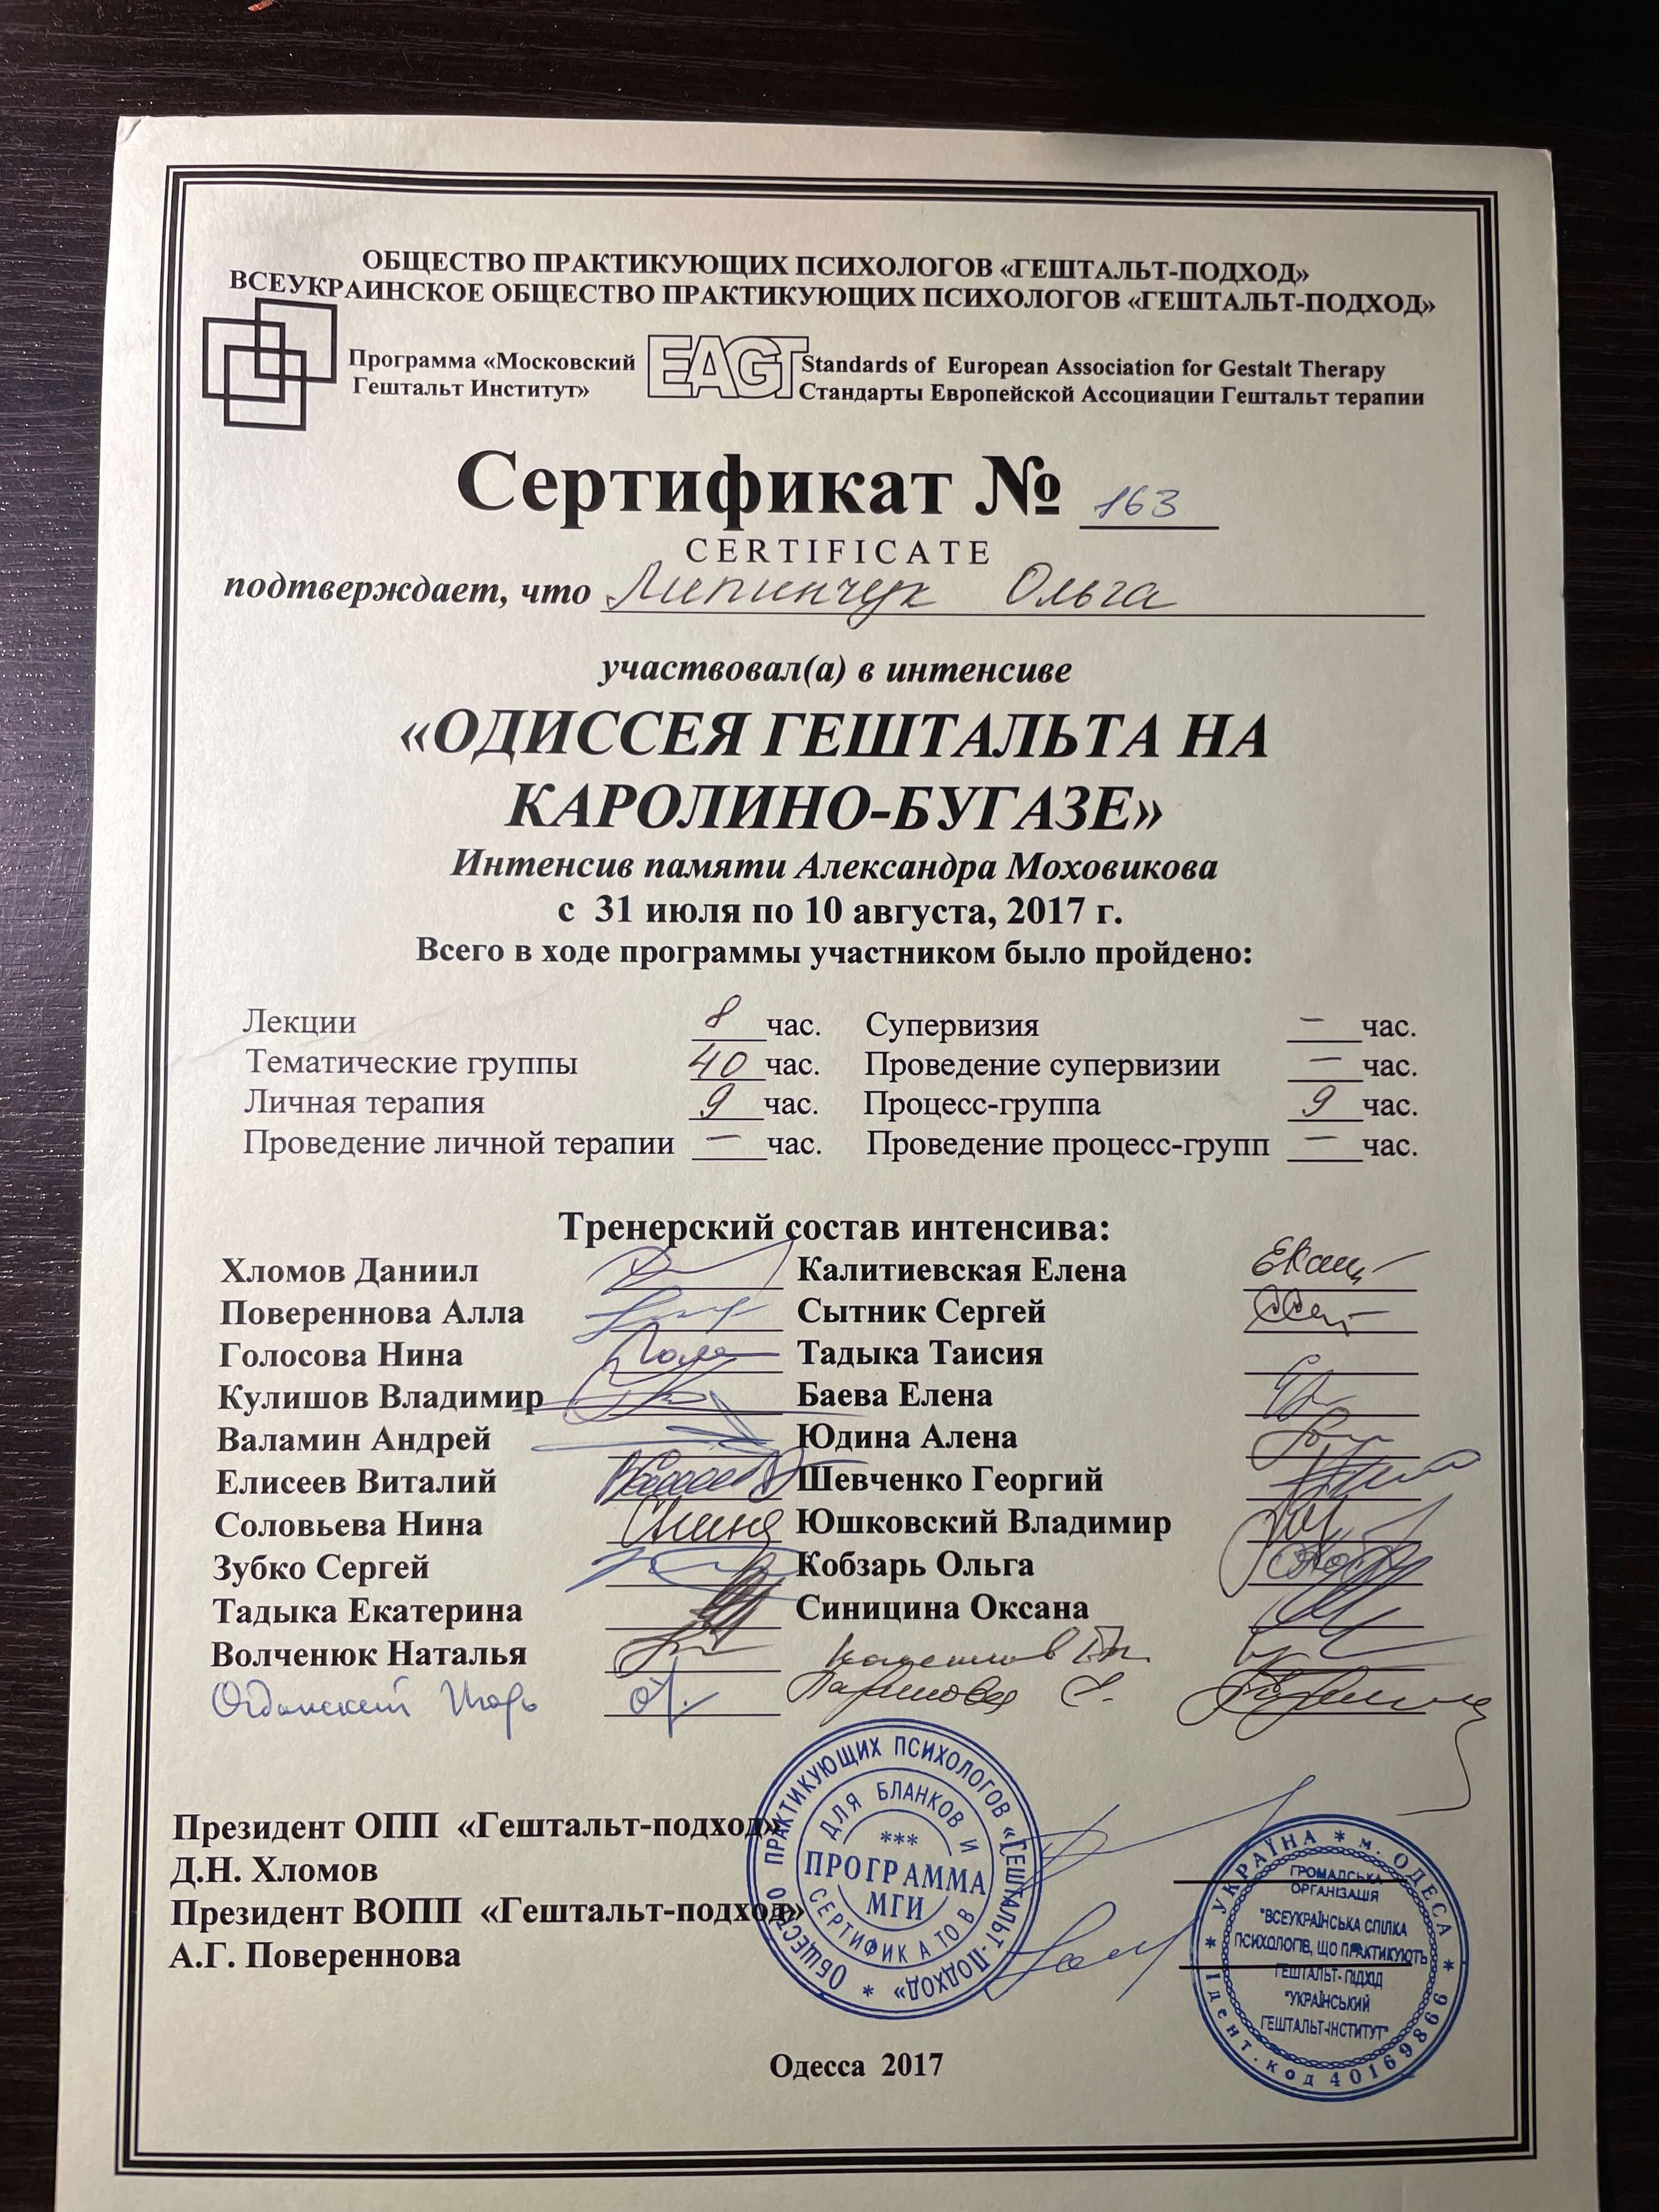 ОБЩЕСТВО ПРАКТИКУЮЩИХ ПСИХОЛОГОВ «ГЕШТАЛЬТ-ПОДХОД»
ВСЕУКРАИНСКОЕ ОБЩЕСТВО ПРАКТИКУЮЩИХ ПСИХОЛОГОВ «ГЕШТАЛЬТ-ПОДХОД»
Программа «Московский Гештальт Институт»
EAGT
Standards of European Association for Gestalt Therapy
Стандарты Европейской Ассоциации Гештальт терапии
Сертификат № 163
CERTIFICATE
подтверждает, что Липинчук Ольга
участвовал(а) в интенсиве
«ОДИССЕЯ ГЕШТАЛЬТА НА
КАРОЛИНО-БУГАЗЕ»
Интенсив памяти Александра Моховикова
с 31 июля по 10 августа, 2017 г.
Всего в ходе программы участником было пройдено:
Лекции 8 час. Супервизия – час.
Тематические группы 40 час. Проведение супервизии – час.
Личная терапия 9 час. Процесс-группа 9 час.
Проведение личной терапии – час. Проведение процесс-групп – час.
Тренерский состав интенсива:
Хломов Даниил Калитиевская Елена
Повереннова Алла Сытник Сергей
Голосова Нина Тадыка Таисия
Кулишов Владимир Баева Елена
Валамин Андрей Юдина Алена
Елисеев Виталий Шевченко Георгий
Соловьева Нина Юшковский Владимир
Зубко Сергей Кобзарь Ольга
Тадыка Екатерина Синицина Оксана
Волченюк Наталья
Игорь
Президент ОПП «Гештальт-подход»
Д.Н. Хломов
Президент ВОПП «Гештальт-подход»
А.Г. Повереннова
ОБЩЕСТВО ПРАКТИКУЮЩИХ ПСИХОЛОГОВ «ГЕШТАЛЬТ-ПОДХОД» *
ДЛЯ БЛАНКОВ И СЕРТИФИКАТОВ
***
ПРОГРАММА
МГИ
* УКРАЇНА * м. ОДЕСА * Ідент. код 40169869
ГРОМАДСЬКА
ОРГАНІЗАЦІЯ
"ВСЕУКРАЇНСЬКА СПІЛКА
ПСИХОЛОГІВ, ЩО ПРАКТИКУЮТЬ
ГЕШТАЛЬТ-ПІДХІД
"УКРАЇНСЬКИЙ
ГЕШТАЛЬТ-ІНСТИТУТ"
Одесса 2017